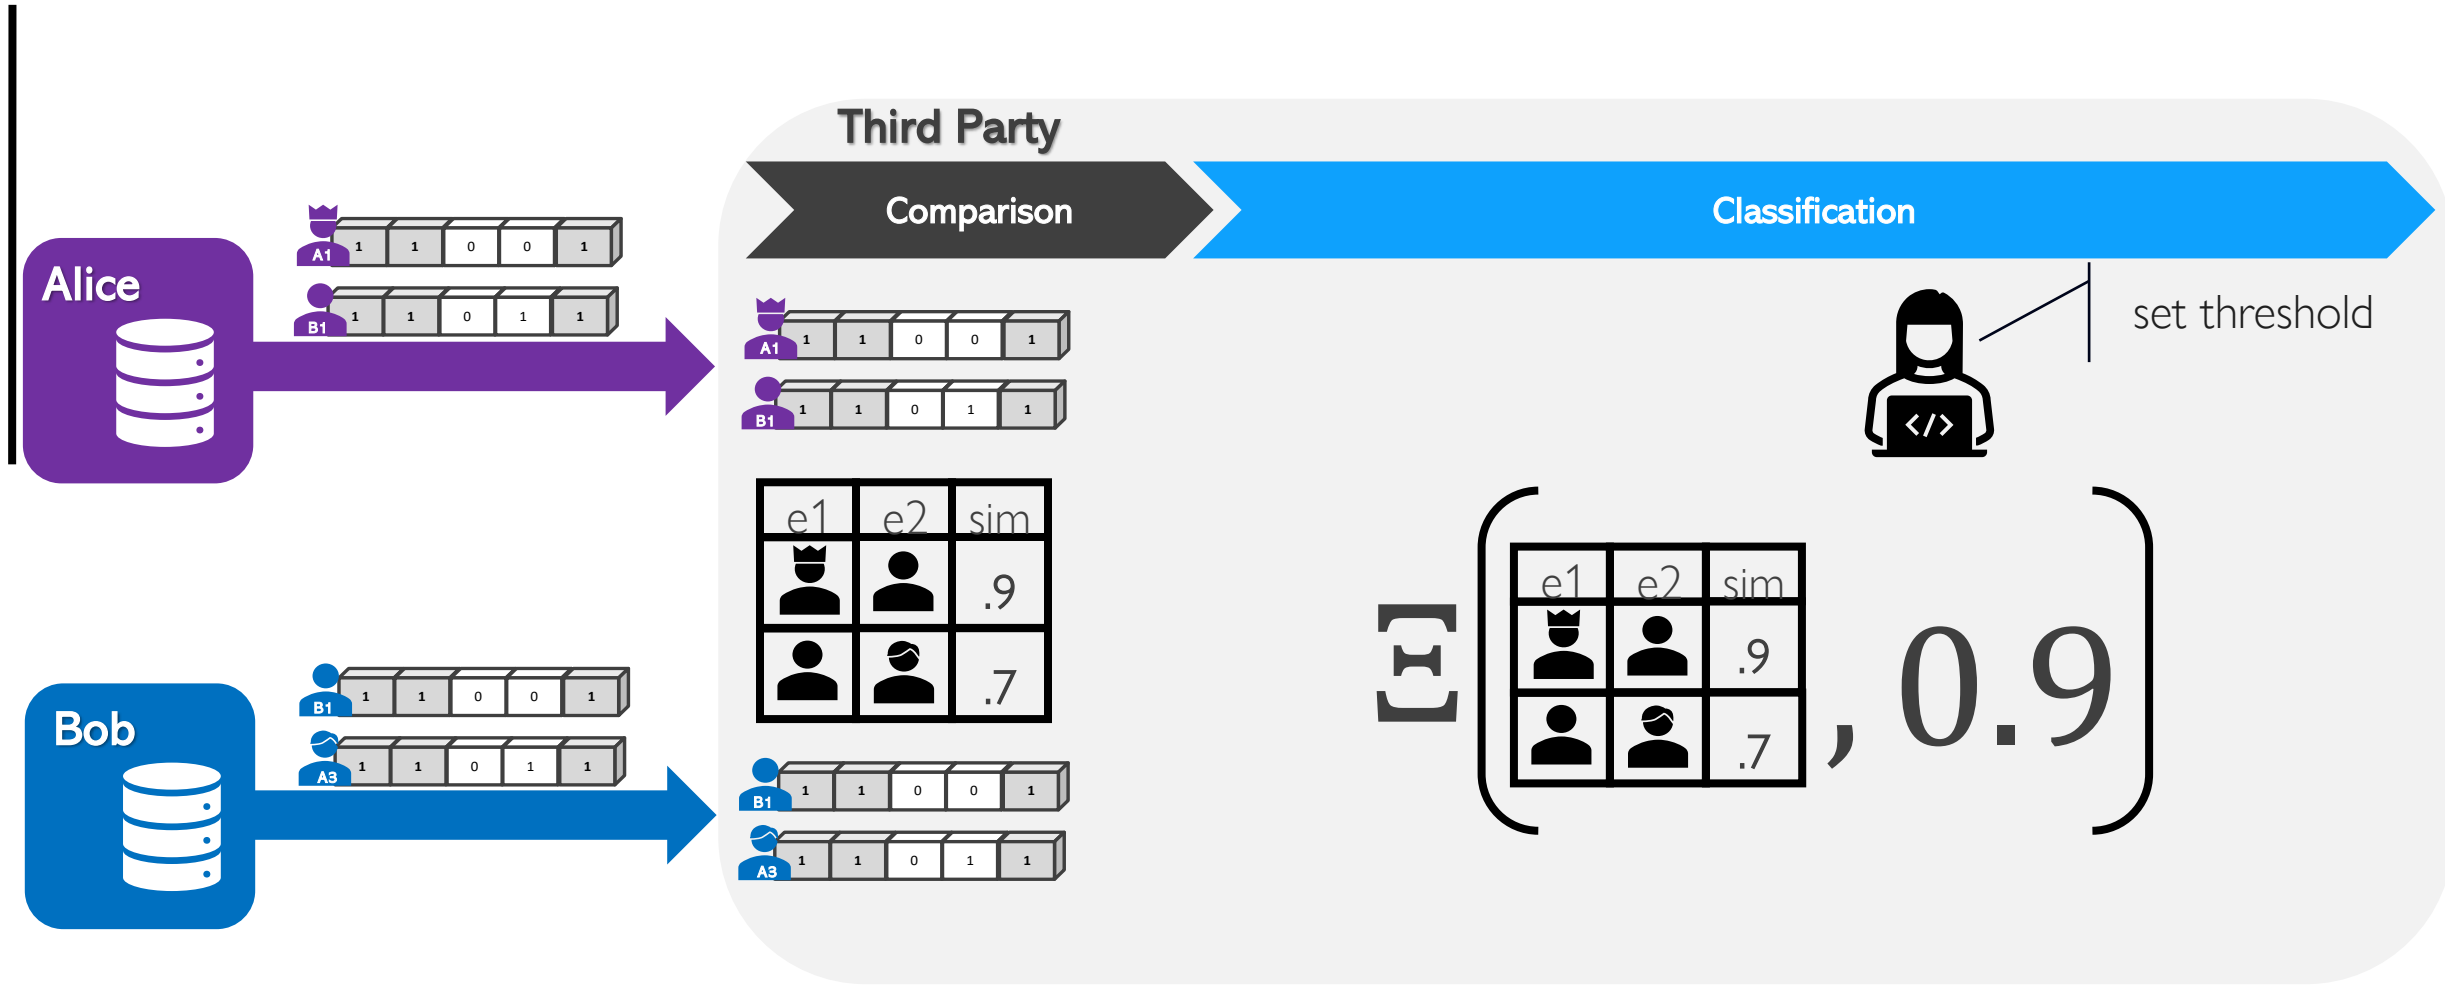 Third Party
Comparison
Classification
Alice
A1 1 1 0 0 1
B1 1 1 0 1 1
A1 1 1 0 0 1
B1 1 1 0 1 1
set threshold
</>
e1 e2 sim
.9
.7
Ξ ( e1 e2 sim
.9
.7
, 0.9 )
Bob
B1 1 1 0 0 1
A3 1 1 0 1 1
B1 1 1 0 0 1
A3 1 1 0 1 1